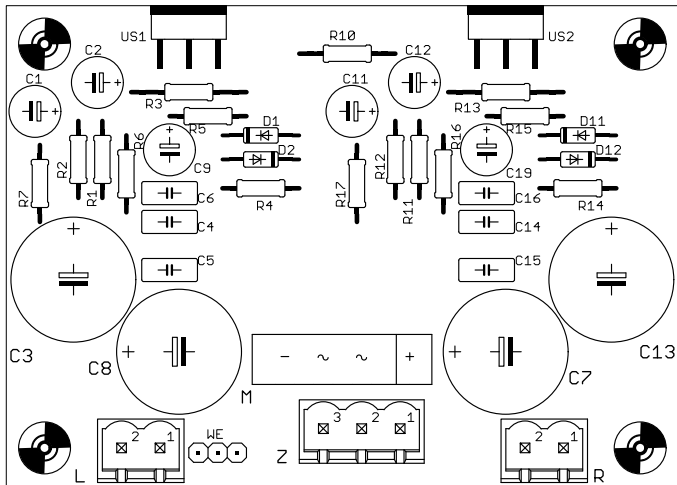 US1
US2
R10
C2
C12
C1
C11
R3
R13
R5
R15
D1
D11
R6
R16
D2
D12
R2
R1
R12
R11
R7
R17
C9
C19
C6
R4
C16
R14
C4
C14
C5
C15
C3
C8
M
- ~ ~ +
C7
C13
L
2 1
WE
Z
3 2 1
2 1
R